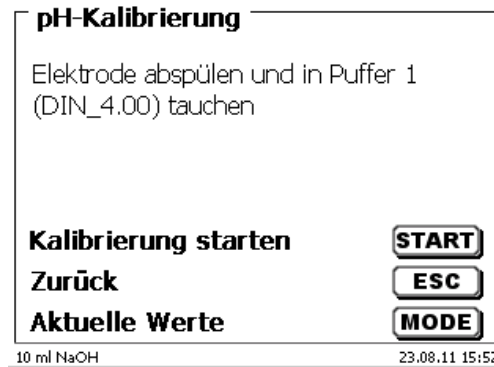 pH-Kalibrierung
Elektrode abspülen und in Puffer 1
(DIN_4.00) tauchen
Kalibrierung starten START
Zurück ESC
Aktuelle Werte MODE
10 ml NaOH 23.08.11 15:52